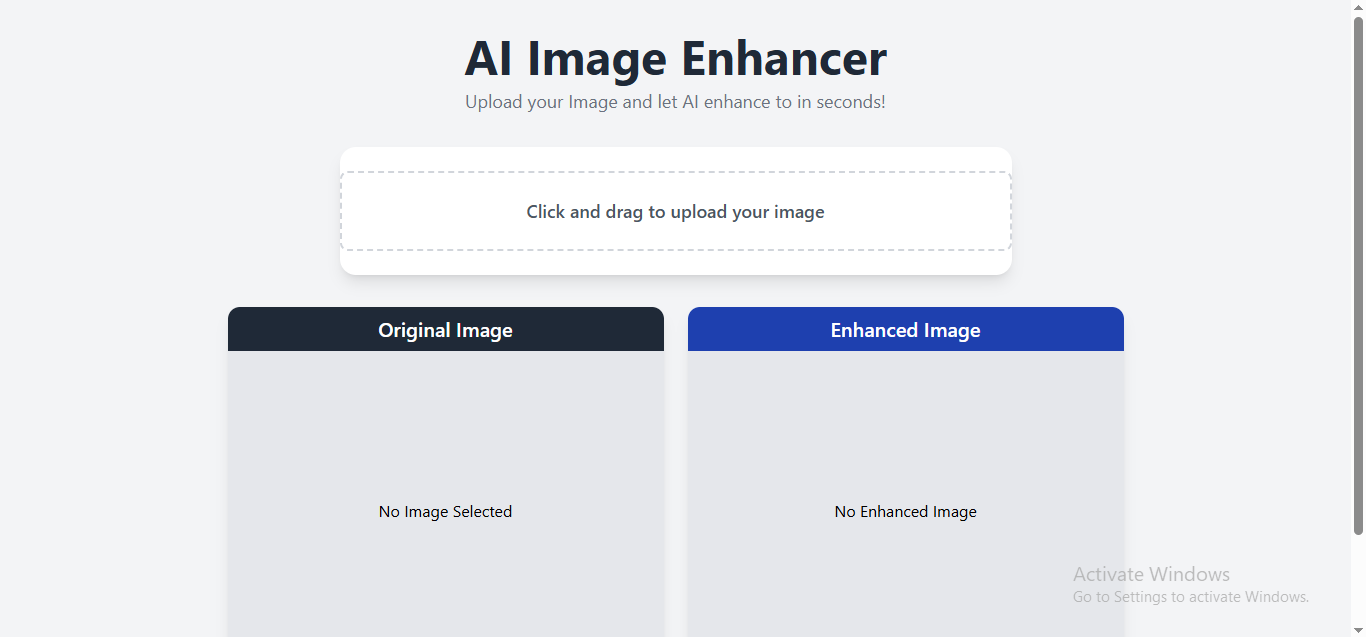 AI Image Enhancer
Upload your Image and let AI enhance to in seconds!
Click and drag to upload your image
Original Image
Enhanced Image
No Image Selected
No Enhanced Image
Activate Windows
Go to Settings to activate Windows.